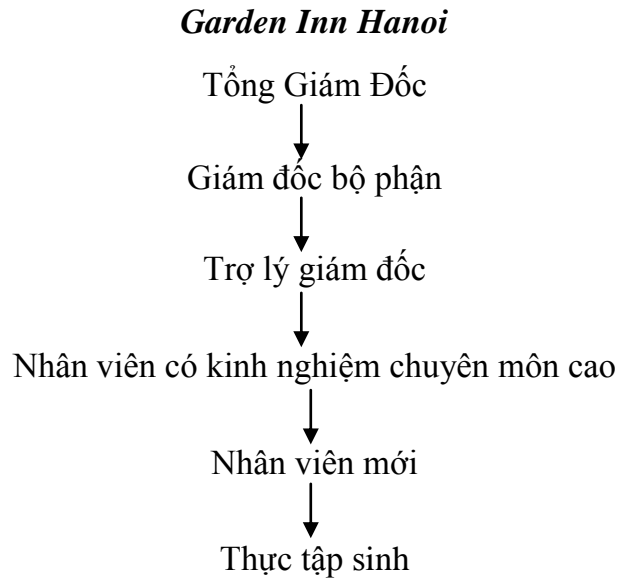 Garden Inn Hanoi
Tổng Giám Đốc
Giám đốc bộ phận
Trợ lý giám đốc
Nhân viên có kinh nghiệm chuyên môn cao
Nhân viên mới
Thực tập sinh